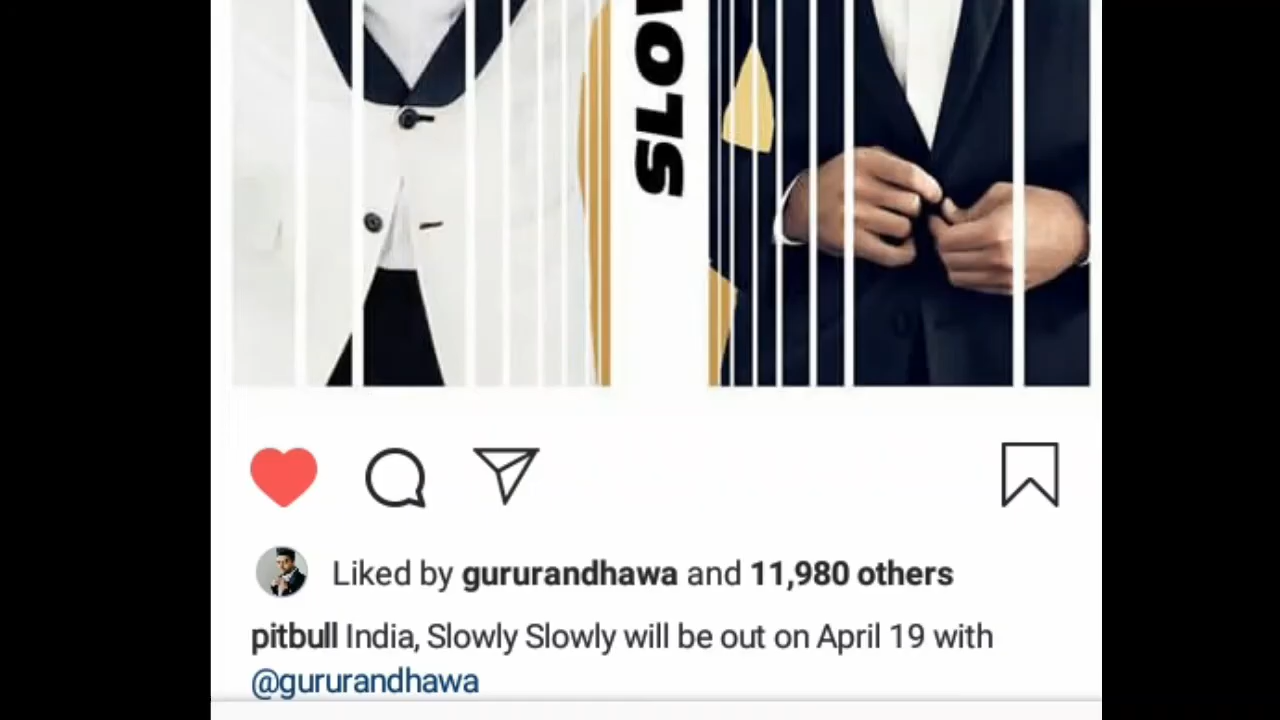 SLOW
Liked by gururandhawa and 11,980 others
pitbull India, Slowly Slowly will be out on April 19 with
@gururandhawa